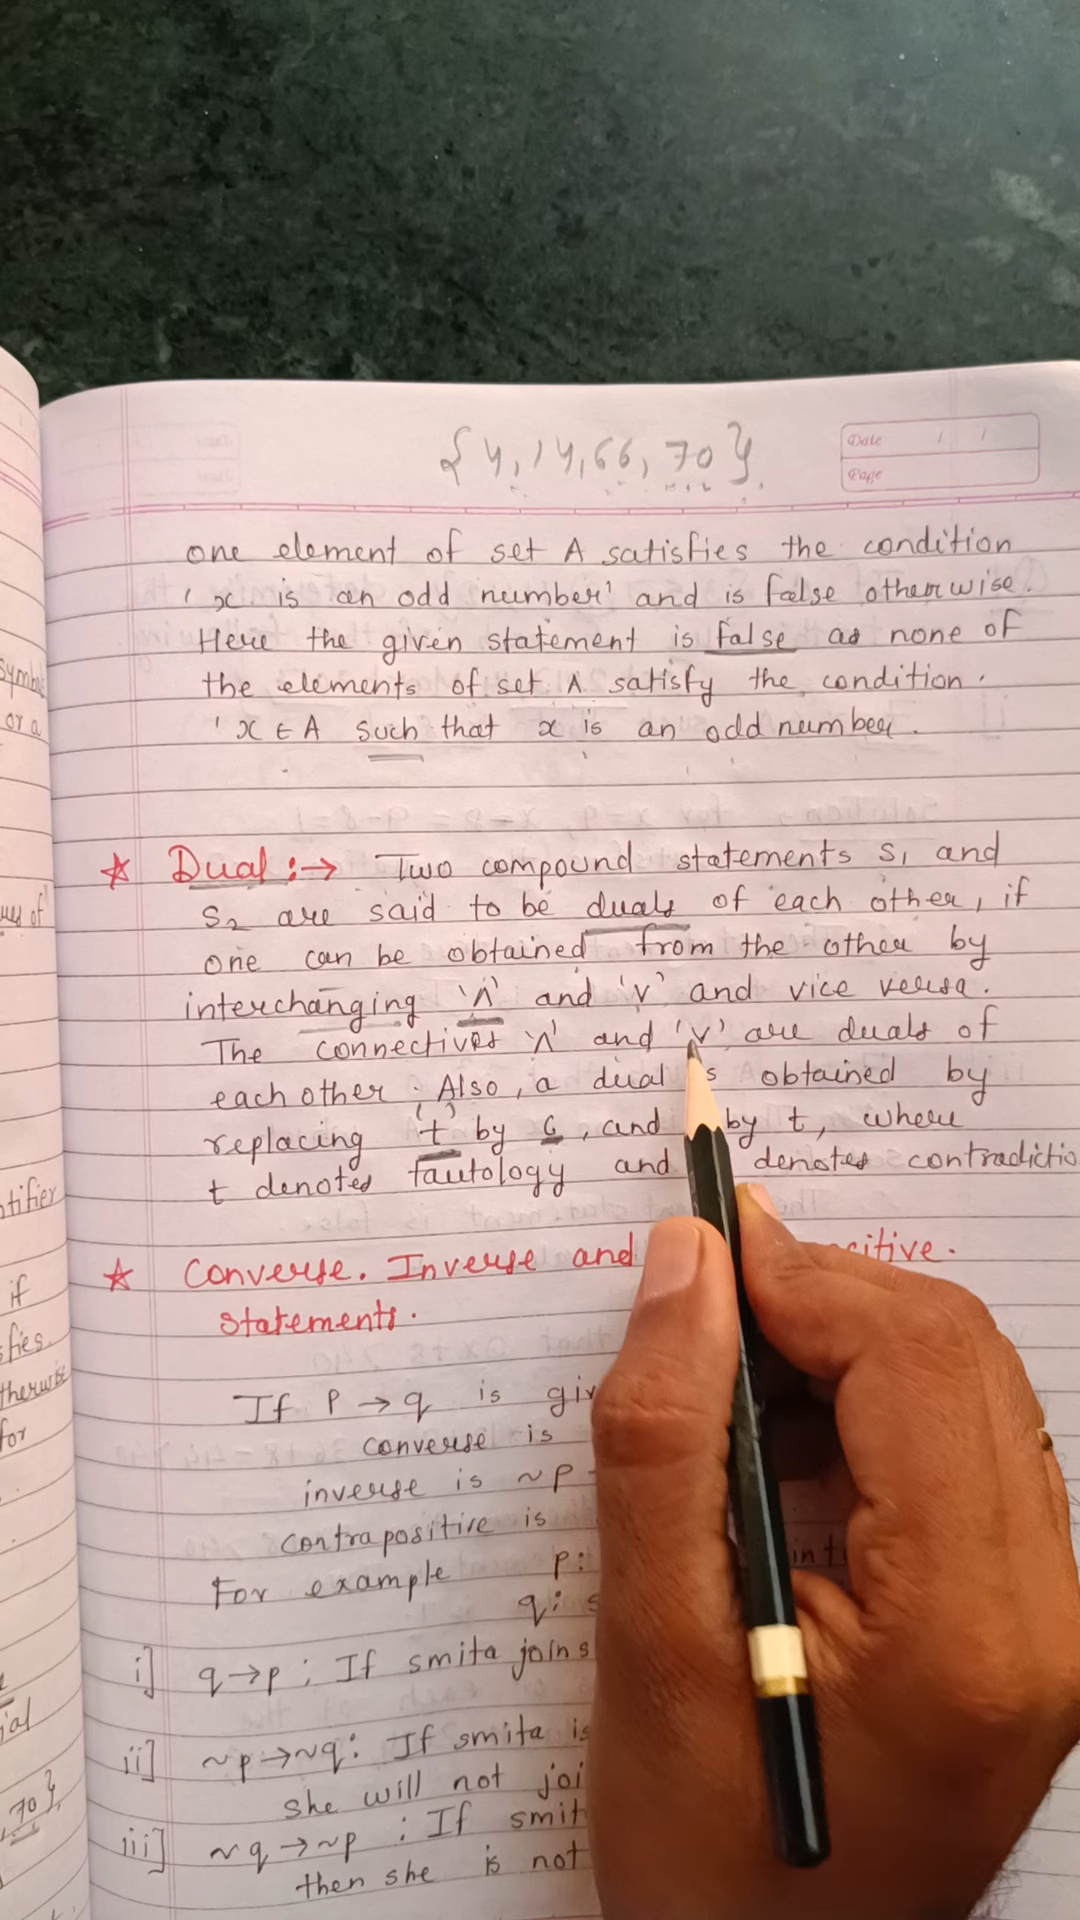 {4, 14, 66, 70}
Date / /
Page
one element of set A satisfies the condition
' x is an odd number' and is false otherwise.
Here the given statement is false as none of
the elements of set A satisfy the condition.
' x ∈ A such that x is an odd number.
☆ Dual :→ Two compound statements S₁ and
S₂ are said to be duals of each other, if
one can be obtained from the other by
interchanging '∧' and '∨' and vice versa.
The connectives '∧' and '∨' are duals of
each other. Also, a dual is obtained by
replacing 't' by c, and by t, where
t denotes tautology and denotes contradictio
☆ Converse. Inverse and
statements.
If P → q is
converse is
inverse is ~p
contrapositive is
For example p:
q:
i] q→p : If smita joins
ii] ~p→~q: If smita is
she will not
iii] ~q→~p : If
then she is not
or a
if
for
70}